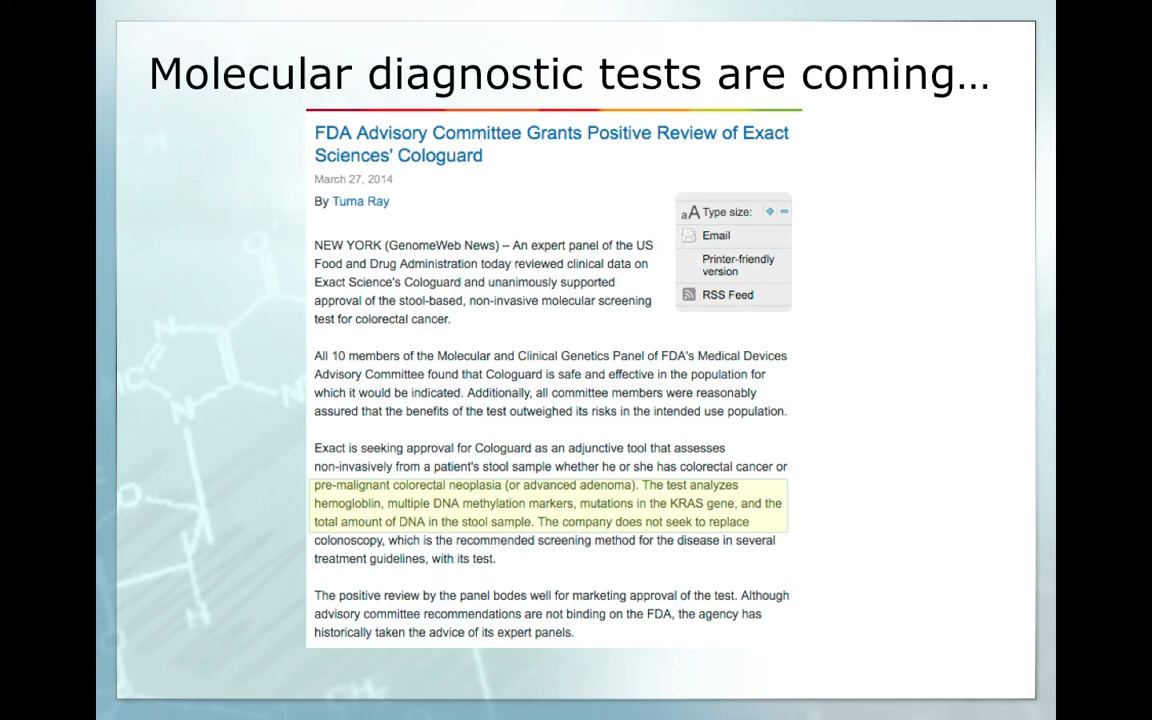 Molecular diagnostic tests are coming…
FDA Advisory Committee Grants Positive Review of Exact
Sciences' Cologuard
March 27, 2014
By Turna Ray
aA Type size:
Email
Printer-friendly
version
RSS Feed
NEW YORK (GenomeWeb News) – An expert panel of the US
Food and Drug Administration today reviewed clinical data on
Exact Science's Cologuard and unanimously supported
approval of the stool-based, non-invasive molecular screening
test for colorectal cancer.
All 10 members of the Molecular and Clinical Genetics Panel of FDA's Medical Devices
Advisory Committee found that Cologuard is safe and effective in the population for
which it would be indicated. Additionally, all committee members were reasonably
assured that the benefits of the test outweighed its risks in the intended use population.
Exact is seeking approval for Cologuard as an adjunctive tool that assesses
non-invasively from a patient's stool sample whether he or she has colorectal cancer or
pre-malignant colorectal neoplasia (or advanced adenoma). The test analyzes
hemogloblin, multiple DNA methylation markers, mutations in the KRAS gene, and the
total amount of DNA in the stool sample. The company does not seek to replace
colonoscopy, which is the recommended screening method for the disease in several
treatment guidelines, with its test.
The positive review by the panel bodes well for marketing approval of the test. Although
advisory committee recommendations are not binding on the FDA, the agency has
historically taken the advice of its expert panels.